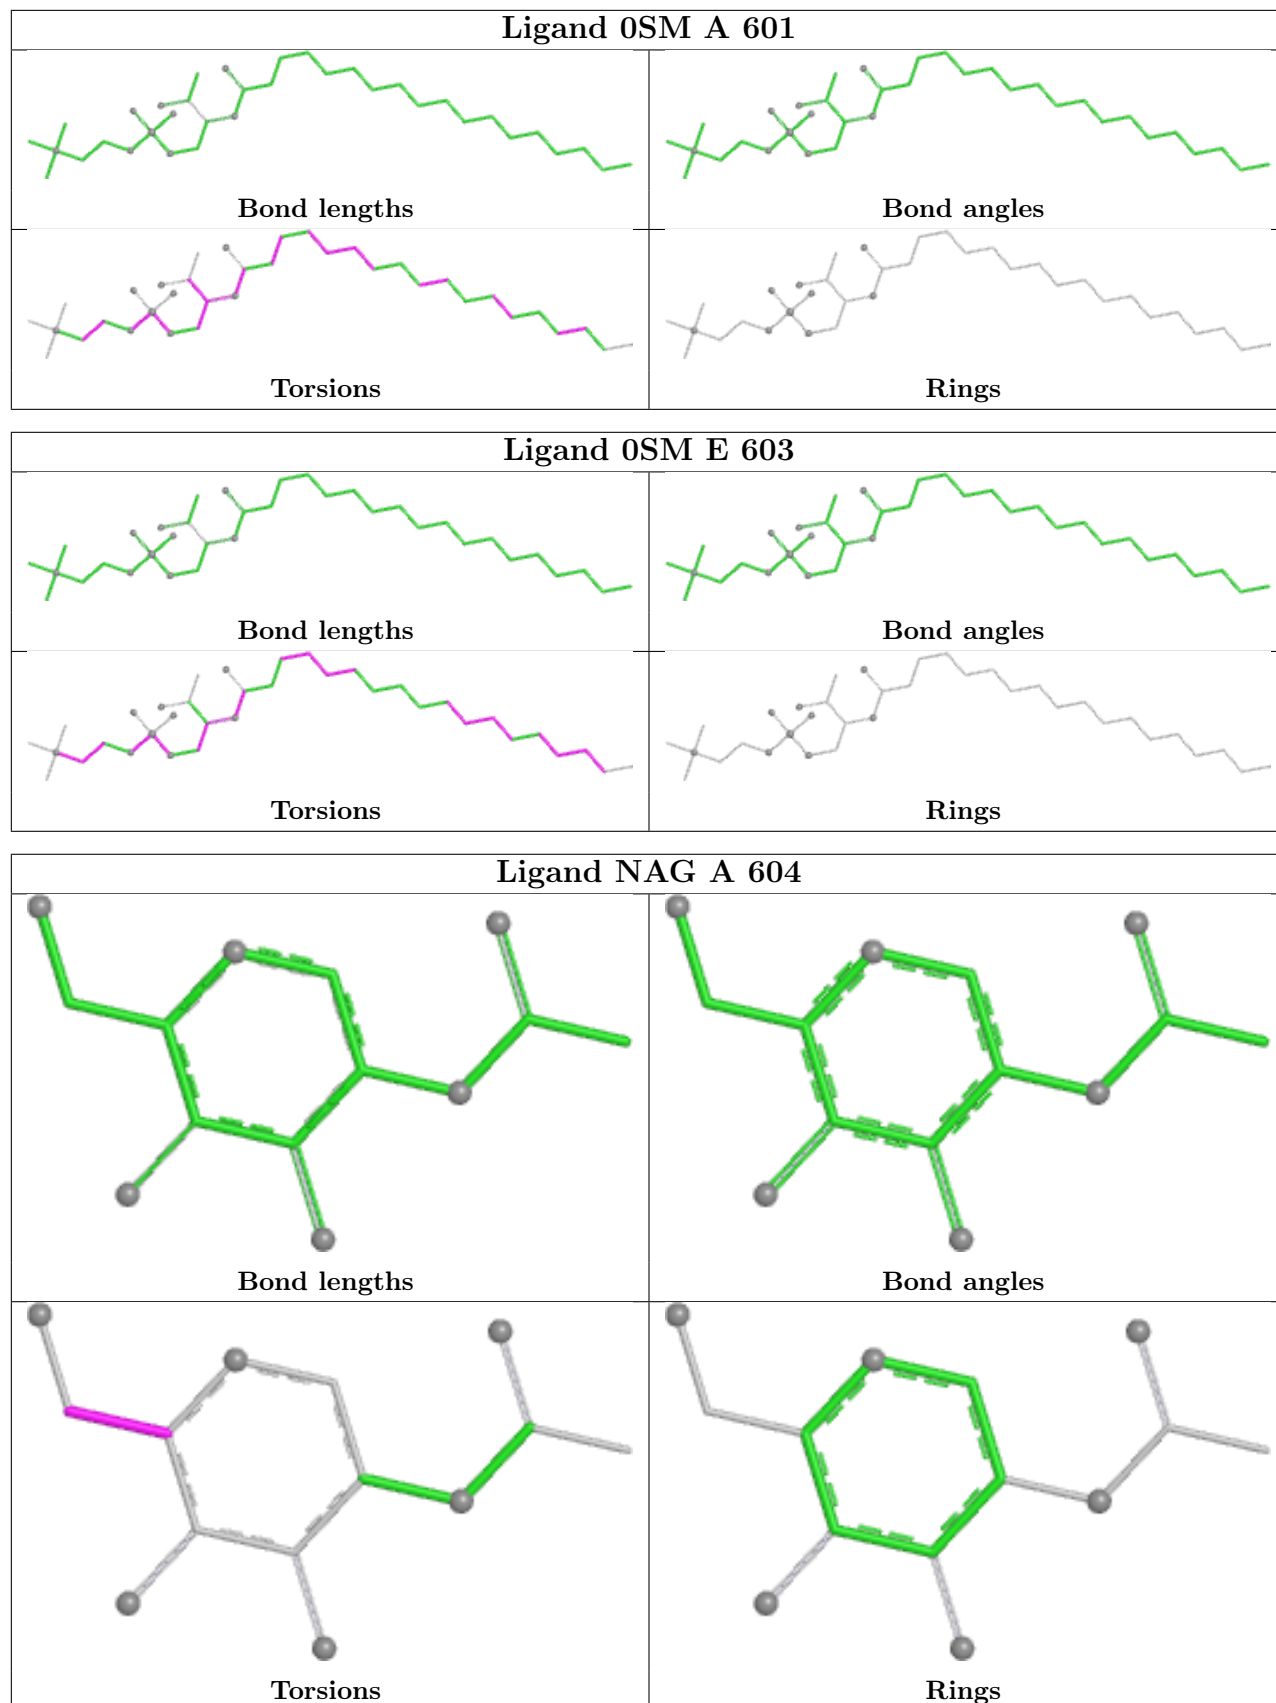 Ligand 0SM A 601
Bond lengths
Bond angles
Torsions
Rings
Ligand 0SM E 603
Bond lengths
Bond angles
Torsions
Rings
Ligand NAG A 604
Bond lengths
Bond angles
Torsions
Rings